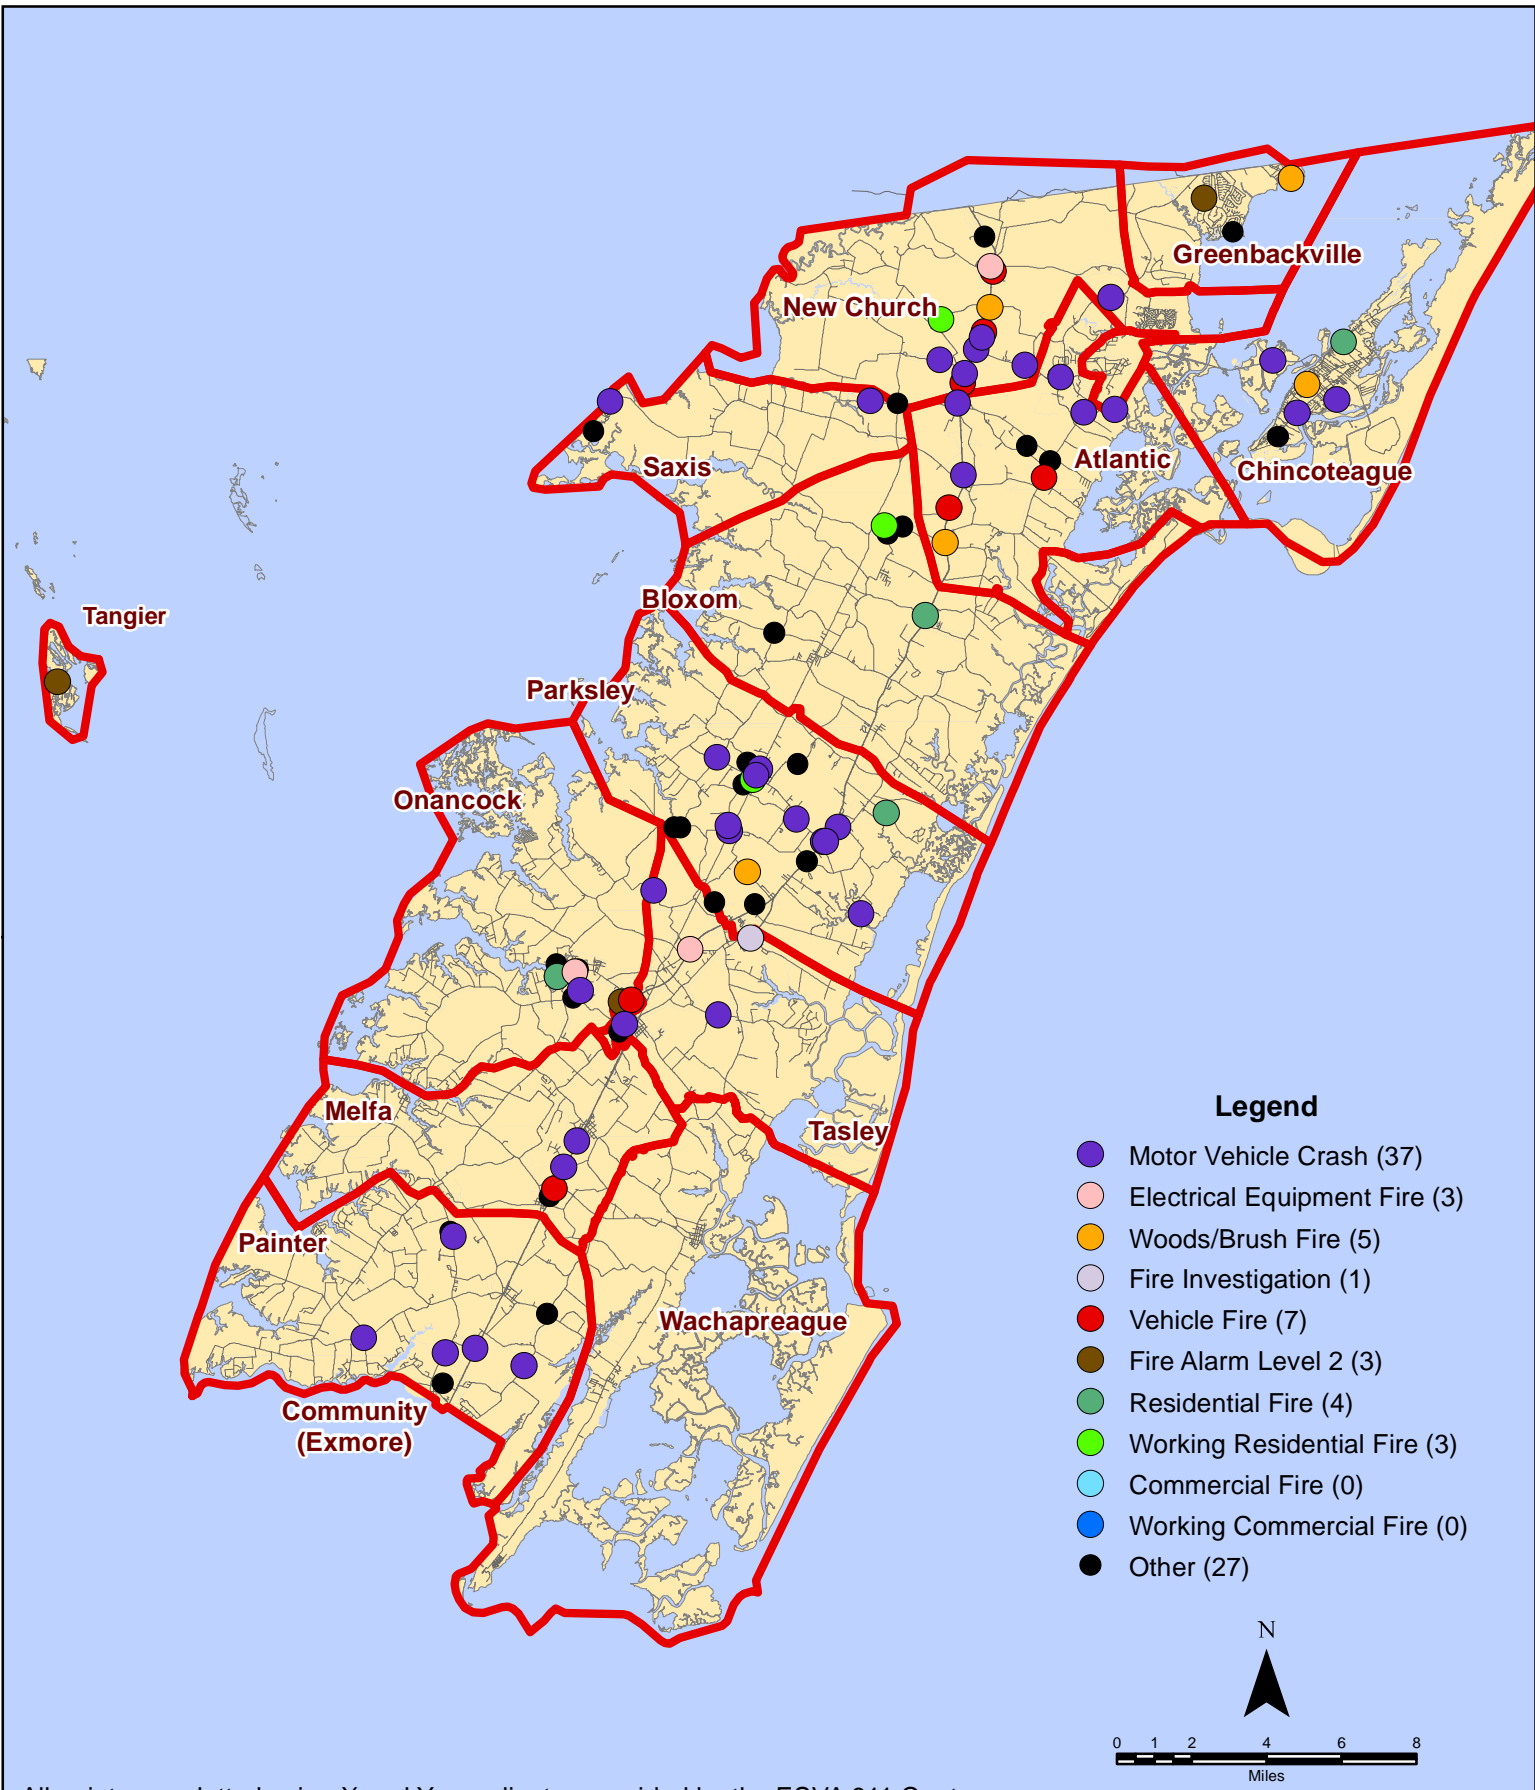 Greenbackville
New Church
Atlantic
Chincoteague
Saxis
Bloxom
Tangier
Parksley
Onancock
Melfa
Tasley
Painter
Wachapreague
Community
(Exmore)
Legend
Motor Vehicle Crash (37)
Electrical Equipment Fire (3)
Woods/Brush Fire (5)
Fire Investigation (1)
Vehicle Fire (7)
Fire Alarm Level 2 (3)
Residential Fire (4)
Working Residential Fire (3)
Commercial Fire (0)
Working Commercial Fire (0)
Other (27)
N
0 1 2 4 6 8
Miles